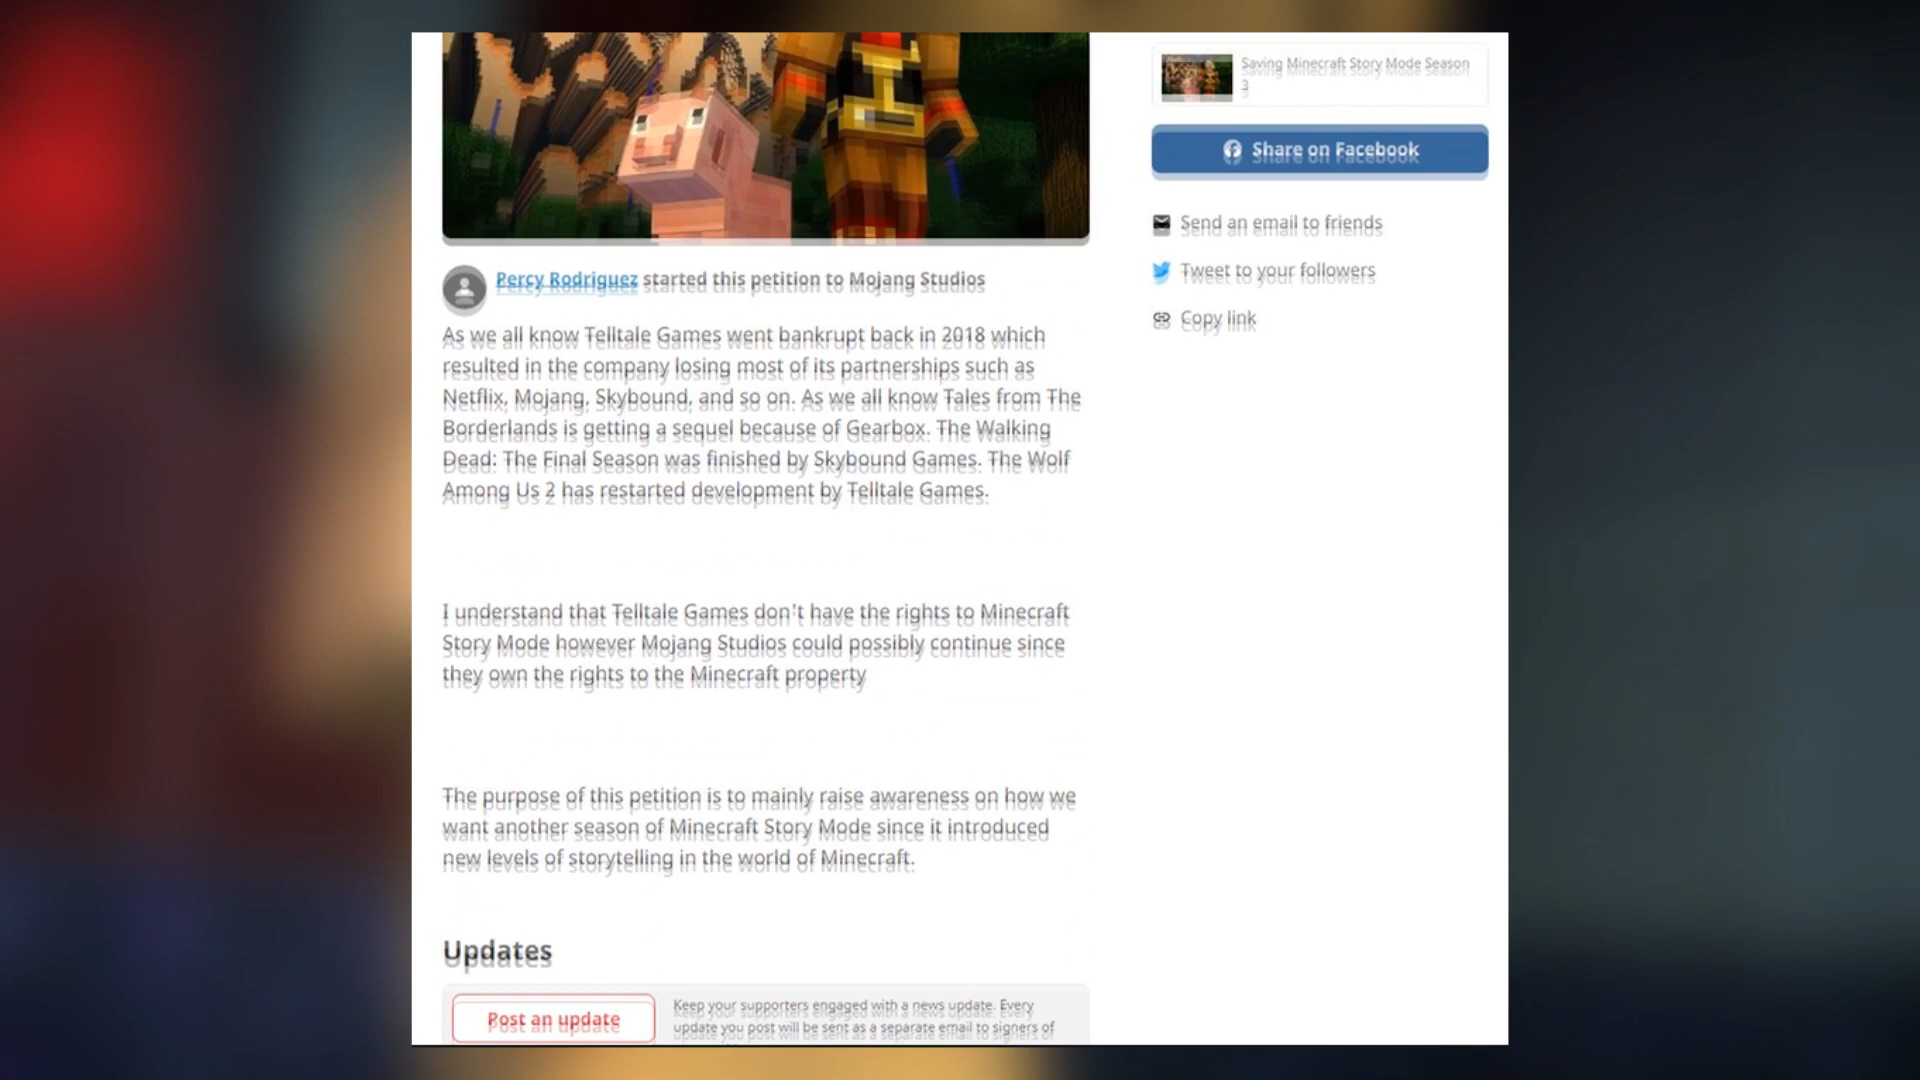 Saving Minecraft Story Mode Season
3
Share on Facebook
Send an email to friends
Tweet to your followers
Copy link
Percy Rodriguez started this petition to Mojang Studios
As we all know Telltale Games went bankrupt back in 2018 which
resulted in the company losing most of its partnerships such as
Netflix, Mojang, Skybound, and so on. As we all know Tales from The
Borderlands is getting a sequel because of Gearbox. The Walking
Dead: The Final Season was finished by Skybound Games. The Wolf
Among Us 2 has restarted development by Telltale Games.
I understand that Telltale Games don't have the rights to Minecraft
Story Mode however Mojang Studios could possibly continue since
they own the rights to the Minecraft property
The purpose of this petition is to mainly raise awareness on how we
want another season of Minecraft Story Mode since it introduced
new levels of storytelling in the world of Minecraft.
Updates
Post an update
Keep your supporters engaged with a news update. Every
update you post will be sent as a separate email to signers of